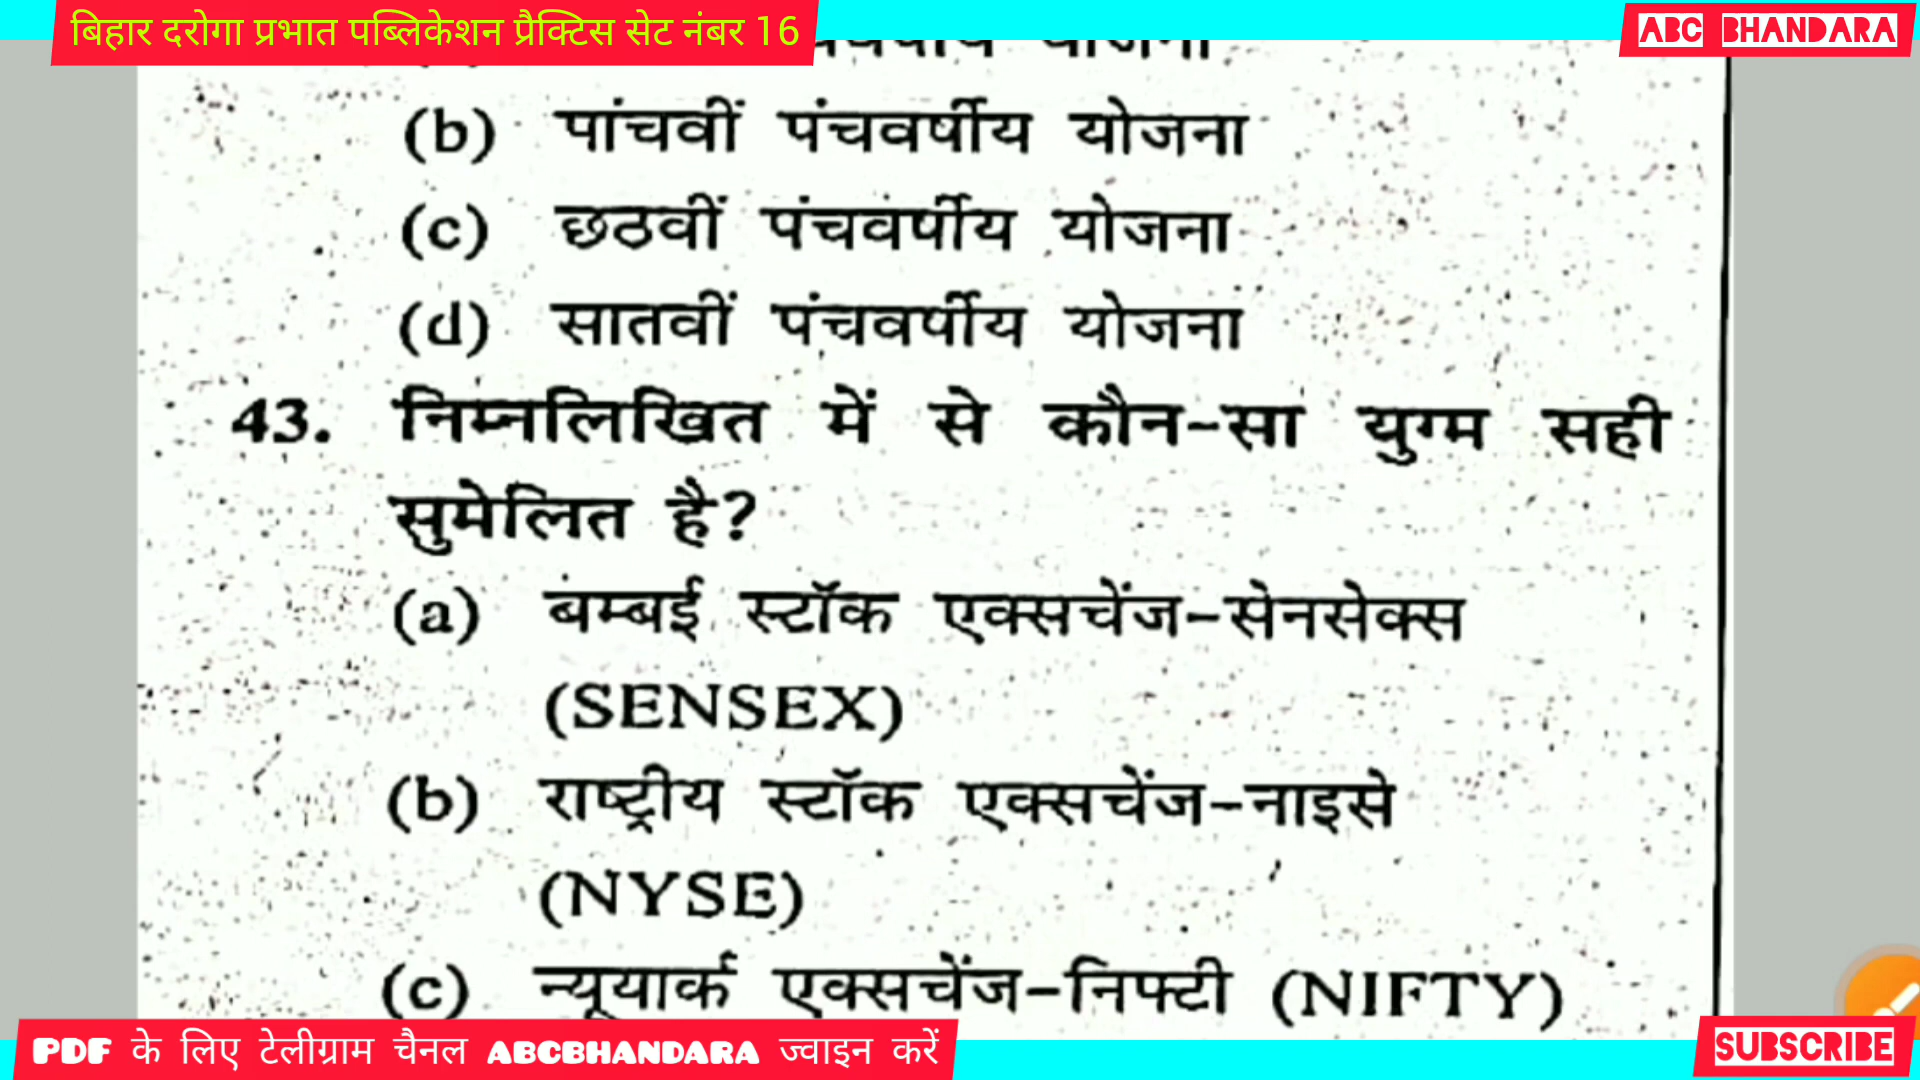 बिहार दरोगा प्रभात पब्लिकेशन प्रैक्टिस सेट नंबर 16
ABC BHANDARA
(b) पांचवीं पंचवर्षीय योजना
(c) छठवीं पंचवर्षीय योजना
(d) सातवीं पंचवर्षीय योजना
43. निम्नलिखित में से कौन-सा युग्म सही
सुमेलित है?
(a) बम्बई स्टॉक एक्सचेंज-सेनसेक्स
(SENSEX)
(b) राष्ट्रीय स्टॉक एक्सचेंज-नाइसे
(NYSE)
(c) न्यूयार्क एक्सचेंज-निफ्टी (NIFTY)
PDF के लिए टेलीग्राम चैनल ABCBHANDARA ज्वाइन करें
SUBSCRIBE